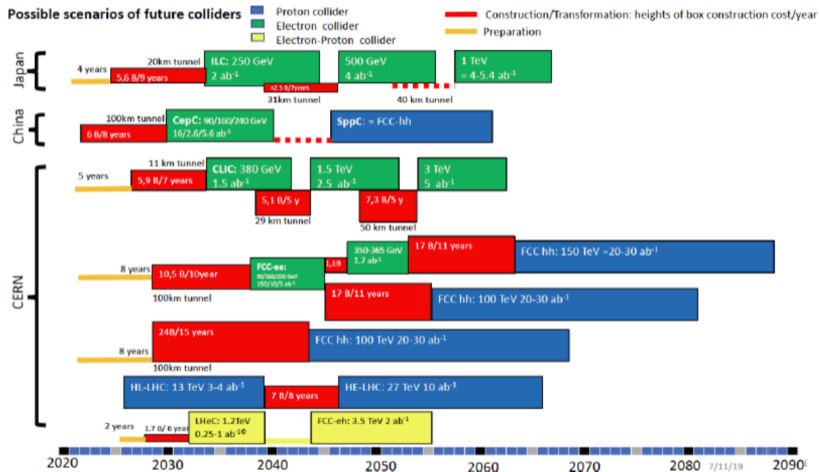 Possible scenarios of future colliders
Proton collider
Electron collider
Electron-Proton collider
Construction/Transformation: heights of box construction cost/year
Preparation
Japan
4 years
20km tunnel
5,6 B/9 years
ILC: 250 GeV
2 ab-1
31km tunnel
500 GeV
4 ab-1
40 km tunnel
1 TeV
≈ 4-5.4 ab-1
China
100km tunnel
6 B/8 years
CepC: 90/160/240 GeV
16/2.6/5.6 ab-1
SppC: ≈ FCC-hh
CERN
5 years
11 km tunnel
5,9 B/7 years
CLIC: 380 GeV
1.5 ab-1
5,1 B/5 y
29 km tunnel
1.5 TeV
2.5 ab-1
7,3 B/5 y
50 km tunnel
3 TeV
5 ab-1
8 years
10,5 B/10year
100km tunnel
FCC-ee:
1,1B
350-365 GeV
1.7 ab-1
17 B/11 years
FCC hh: 150 TeV ≈20-30 ab-1
17 B/11 years
FCC hh: 100 TeV 20-30 ab-1
8 years
24B/15 years
100km tunnel
FCC hh: 100 TeV 20-30 ab-1
HL-LHC: 13 TeV 3-4 ab-1
7 B/8 years
HE-LHC: 27 TeV 10 ab-1
2 years
1.7 B/ 6 year
LHeC: 1.2TeV
0.25-1 ab-1
FCC-eh: 3.5 TeV 2 ab-1
2020
2030
2040
2050
2060
2070
2080
7/11/19
2090